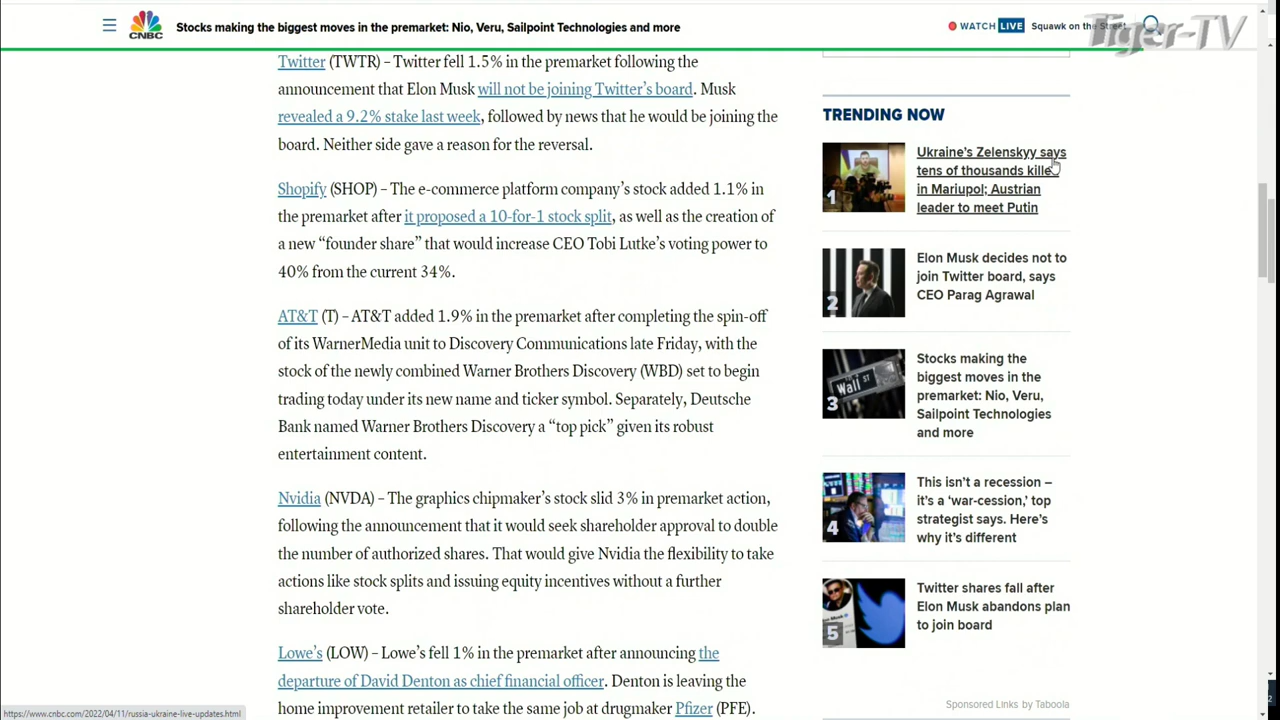 CNBC
Stocks making the biggest moves in the premarket: Nio, Veru, Sailpoint Technologies and more
WATCH LIVE Squawk on the Street
Tiger-TV
Twitter (TWTR) – Twitter fell 1.5% in the premarket following the
announcement that Elon Musk will not be joining Twitter’s board. Musk
revealed a 9.2% stake last week, followed by news that he would be joining the
board. Neither side gave a reason for the reversal.
Shopify (SHOP) – The e-commerce platform company’s stock added 1.1% in
the premarket after it proposed a 10-for-1 stock split, as well as the creation of
a new “founder share” that would increase CEO Tobi Lutke’s voting power to
40% from the current 34%.
AT&T (T) – AT&T added 1.9% in the premarket after completing the spin-off
of its WarnerMedia unit to Discovery Communications late Friday, with the
stock of the newly combined Warner Brothers Discovery (WBD) set to begin
trading today under its new name and ticker symbol. Separately, Deutsche
Bank named Warner Brothers Discovery a “top pick” given its robust
entertainment content.
Nvidia (NVDA) – The graphics chipmaker’s stock slid 3% in premarket action,
following the announcement that it would seek shareholder approval to double
the number of authorized shares. That would give Nvidia the flexibility to take
actions like stock splits and issuing equity incentives without a further
shareholder vote.
Lowe’s (LOW) – Lowe’s fell 1% in the premarket after announcing the
departure of David Denton as chief financial officer. Denton is leaving the
home improvement retailer to take the same job at drugmaker Pfizer (PFE).
TRENDING NOW
1
Ukraine’s Zelenskyy says
tens of thousands killed
in Mariupol; Austrian
leader to meet Putin
2
Elon Musk decides not to
join Twitter board, says
CEO Parag Agrawal
Wall ST
3
Stocks making the
biggest moves in the
premarket: Nio, Veru,
Sailpoint Technologies
and more
4
This isn’t a recession –
it’s a ‘war-cession,’ top
strategist says. Here’s
why it’s different
5
Twitter shares fall after
Elon Musk abandons plan
to join board
Sponsored Links by Taboola
https://www.cnbc.com/2022/04/11/russia-ukraine-live-updates.html